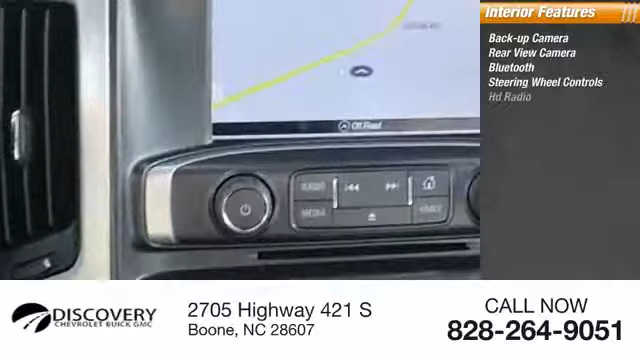 Interior Features
Back-up Camera
Rear View Camera
Bluetooth
Steering Wheel Controls
Hd Radio
Off Road
RADIO
MEDIA
DISCOVERY
CHEVROLET BUICK GMC
2705 Highway 421 S
Boone, NC 28607
CALL NOW
828-264-9051